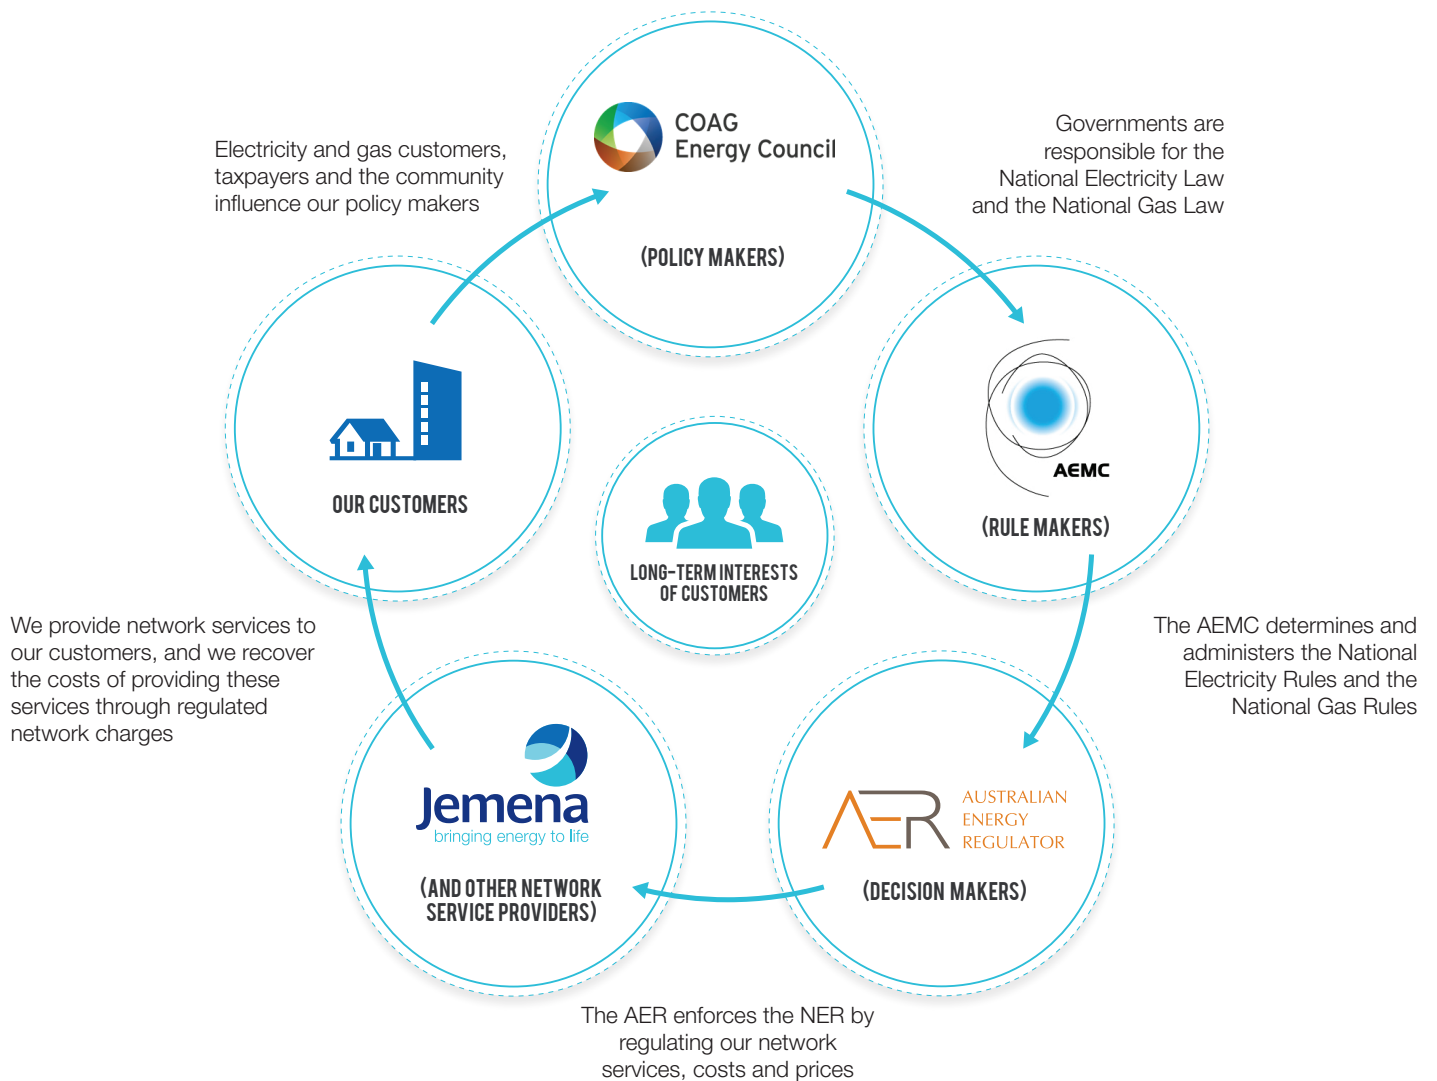 COAG
Energy Council
(POLICY MAKERS)
Electricity and gas customers,
taxpayers and the community
influence our policy makers
Governments are
responsible for the
National Electricity Law
and the National Gas Law
OUR CUSTOMERS
AEMC
(RULE MAKERS)
LONG-TERM INTERESTS
OF CUSTOMERS
We provide network services to
our customers, and we recover
the costs of providing these
services through regulated
network charges
The AEMC determines and
administers the National
Electricity Rules and the
National Gas Rules
Jemena
bringing energy to life
(AND OTHER NETWORK
SERVICE PROVIDERS)
AER
AUSTRALIAN
ENERGY
REGULATOR
(DECISION MAKERS)
The AER enforces the NER by
regulating our network
services, costs and prices